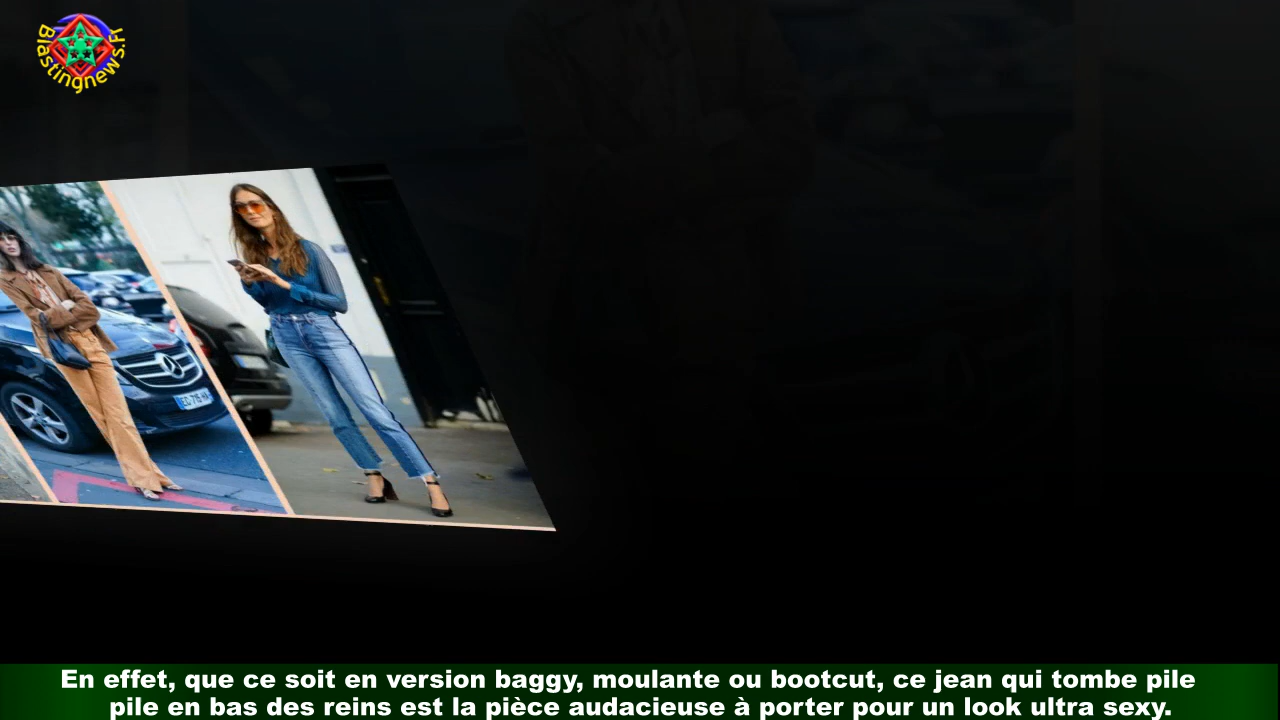 Blastingnews.Fr
En effet, que ce soit en version baggy, moulante ou bootcut, ce jean qui tombe pile
pile en bas des reins est la pièce audacieuse à porter pour un look ultra sexy.